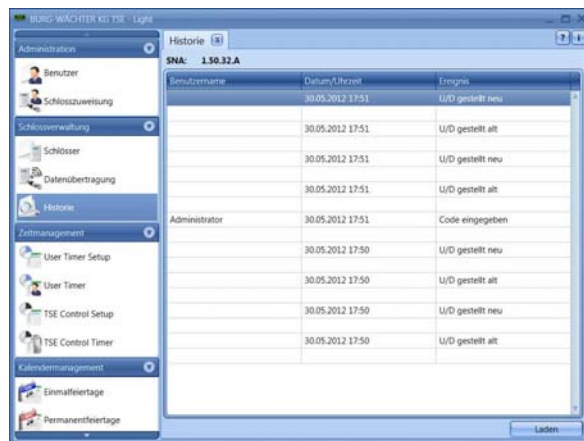 BURG-WÄCHTER KG TSE - Light
Administration
Benutzer
Schlosszuweisung
Schlossverwaltung
Schlösser
Datenübertragung
Historie
Zeitmanagement
User Timer Setup
User Timer
TSE Control Setup
TSE Control Timer
Kalendermanagement
Einmalfeiertage
Permanentfeiertage
Historie
SNA: 1.50.32.A
Benutzername Datum/Uhrzeit Ereignis
30.05.2012 17:51 U/D gestellt neu
30.05.2012 17:51 U/D gestellt alt
30.05.2012 17:51 U/D gestellt neu
30.05.2012 17:51 U/D gestellt alt
Administrator 30.05.2012 17:51 Code eingegeben
30.05.2012 17:50 U/D gestellt neu
30.05.2012 17:50 U/D gestellt alt
30.05.2012 17:50 U/D gestellt neu
30.05.2012 17:50 U/D gestellt alt
Laden